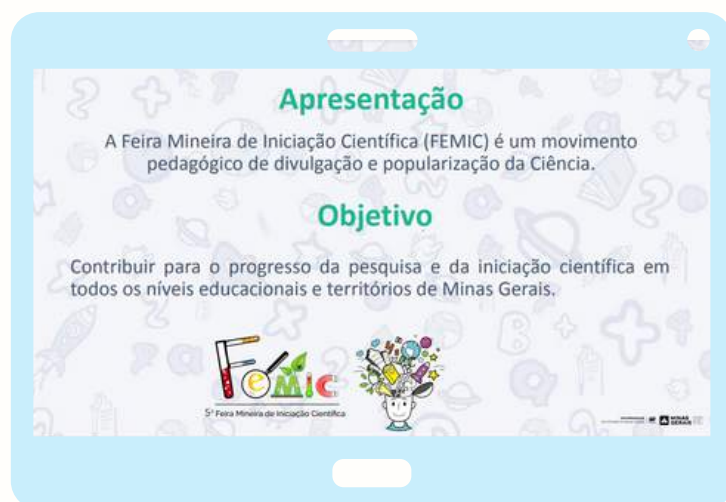 Apresentação
A Feira Mineira de Iniciação Científica (FEMIC) é um movimento
pedagógico de divulgação e popularização da Ciência.
Objetivo
Contribuir para o progresso da pesquisa e da iniciação científica em
todos os níveis educacionais e territórios de Minas Gerais.
FeMic
5ª Feira Mineira de Iniciação Científica
MINAS
GERAIS